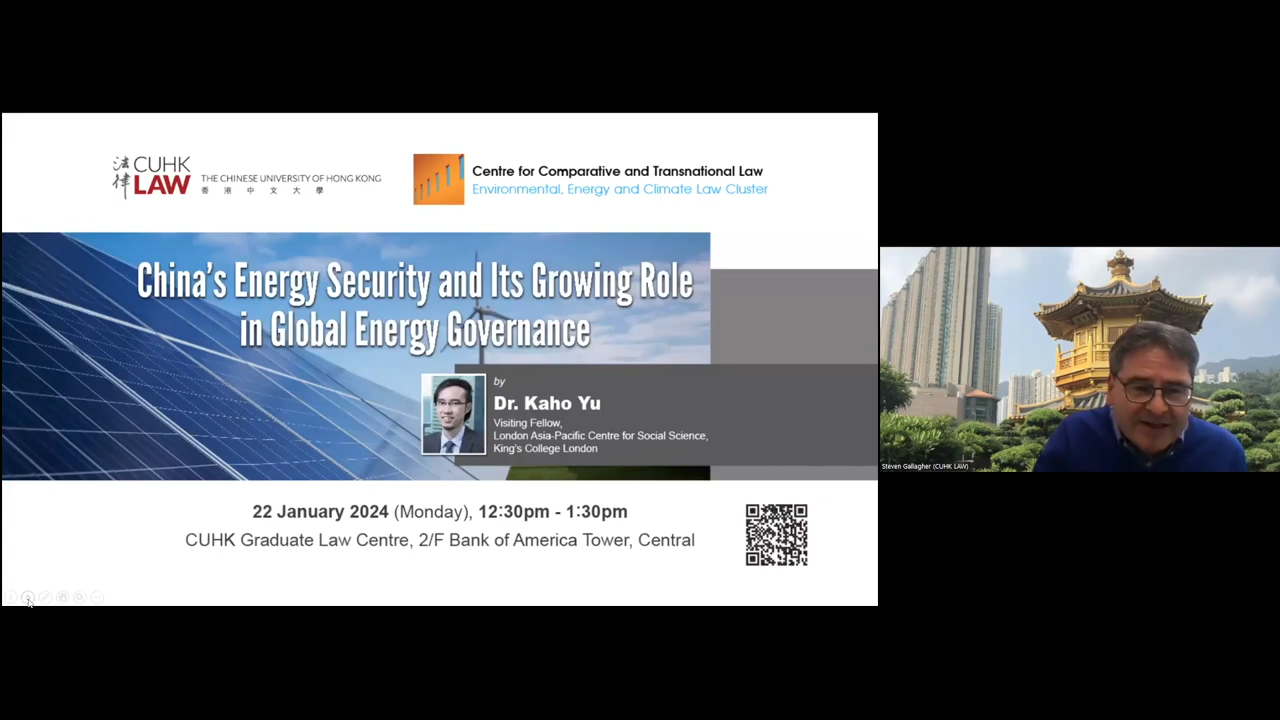 法律
CUHK
LAW
THE CHINESE UNIVERSITY OF HONG KONG
香港中文大學
Centre for Comparative and Transnational Law
Environmental, Energy and Climate Law Cluster
China's Energy Security and Its Growing Role
in Global Energy Governance
by
Dr. Kaho Yu
Visiting Fellow,
London Asia-Pacific Centre for Social Science,
King's College London
22 January 2024 (Monday), 12:30pm - 1:30pm
CUHK Graduate Law Centre, 2/F Bank of America Tower, Central
Steven Gallagher (CUHK LAW)